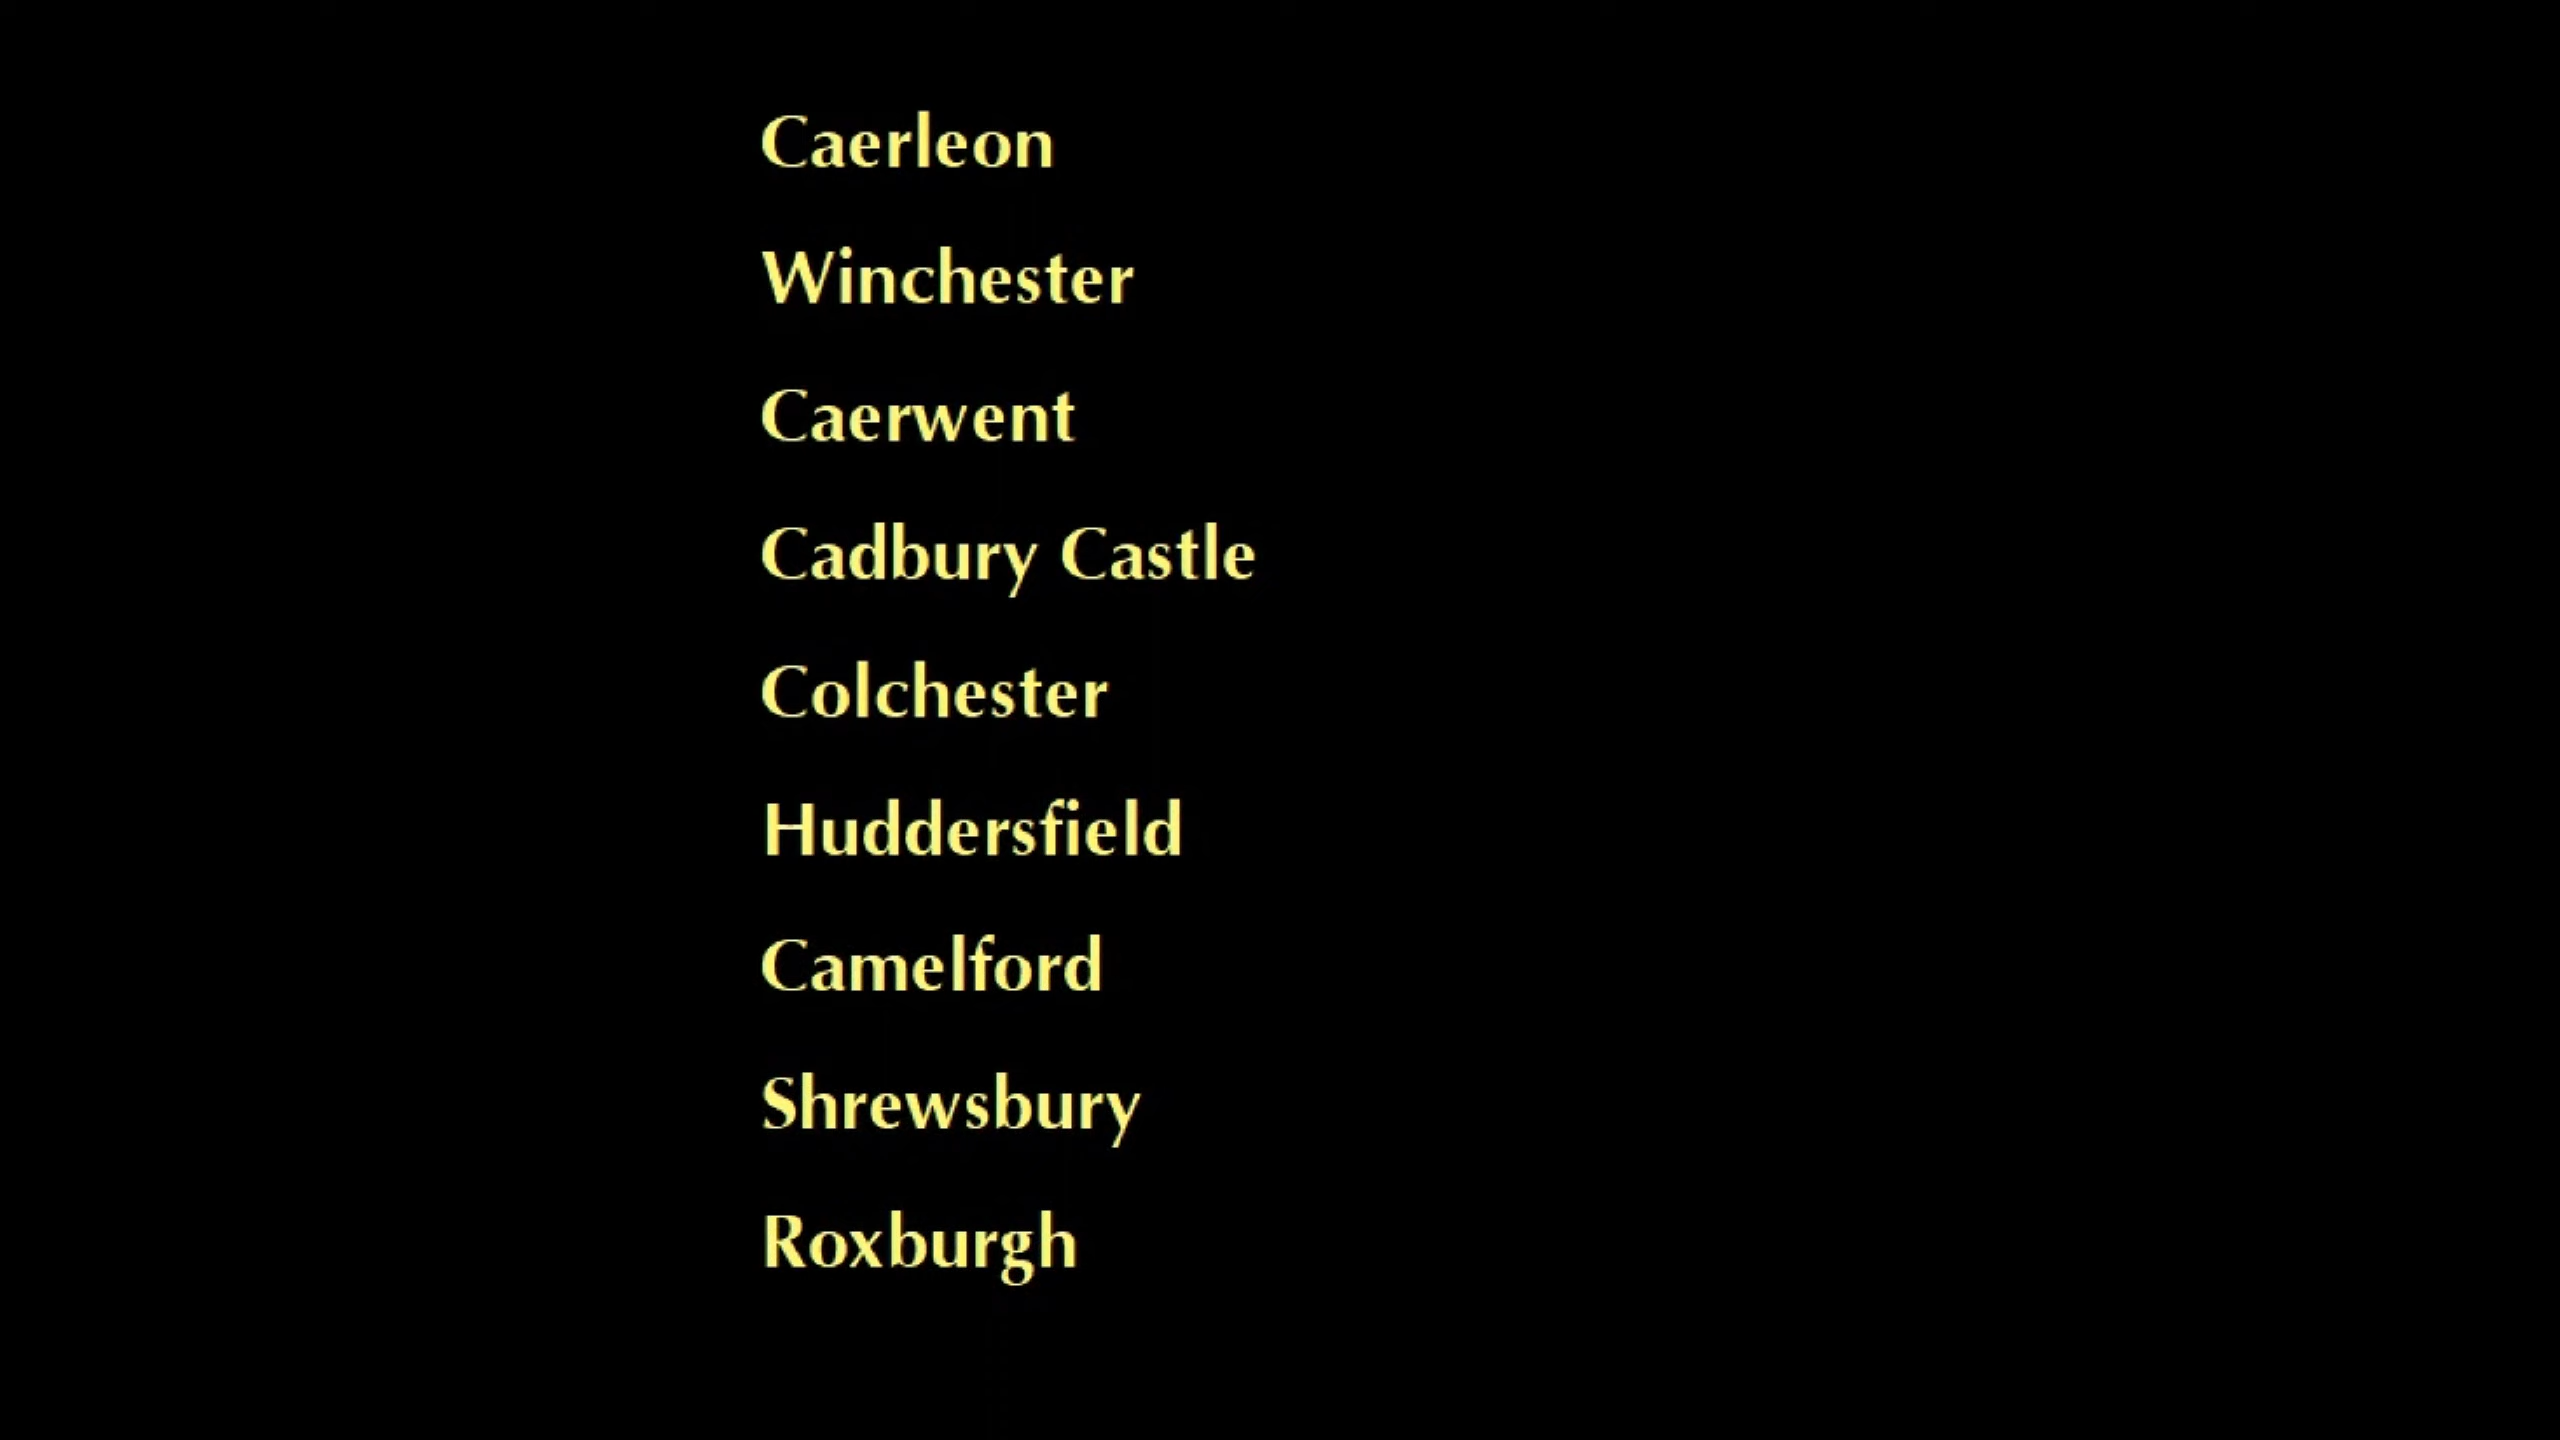 Caerleon
Winchester
Caerwent
Cadbury Castle
Colchester
Huddersfield
Camelford
Shrewsbury
Roxburgh